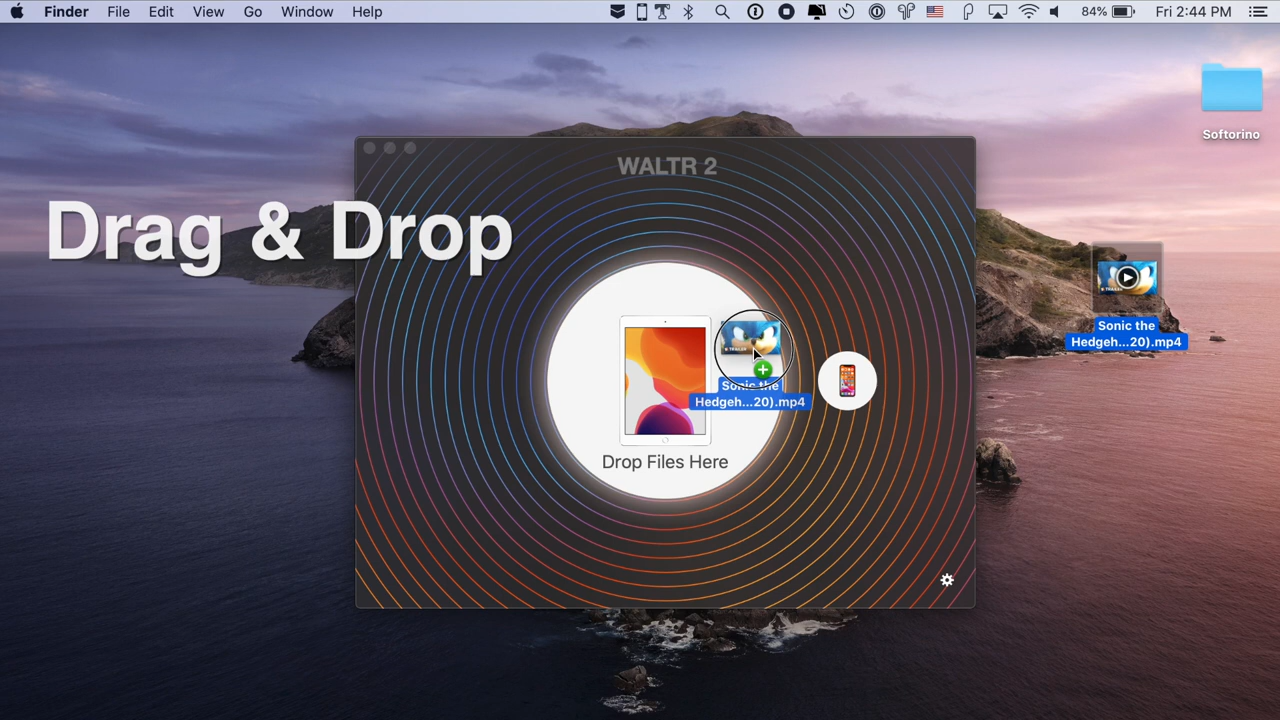 Finder File Edit View Go Window Help 84% Fri 2:44 PM
Softorino
WALTR 2
Drag & Drop
Sonic the
Hedgeh...20).mp4
TRAILER
Sonic the
Hedgeh...20).mp4
Drop Files Here